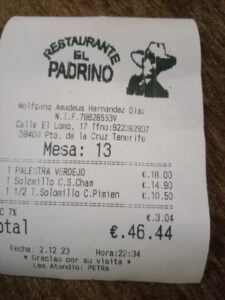 RESTAURANTE
EL
PADRINO
Wolfgang Amadeus Hernandez Diaz
N.I.F.78628553V
Calle El Lomo, 17 Tfno:922382907
38400 Pto. de la Cruz Tenerife
Mesa: 13
1 PALESTRA VERDEJO €.18.00
1 Solomillo C.S.Cham €.14.90
1 1/2 T.Solomillo C.Pimien €.10.50
C 7% €.3.04
otal €.46.44
Fecha: 2.12.23 Hora:22:34
* Gracias por su visita *
Les Atendio: PETRA